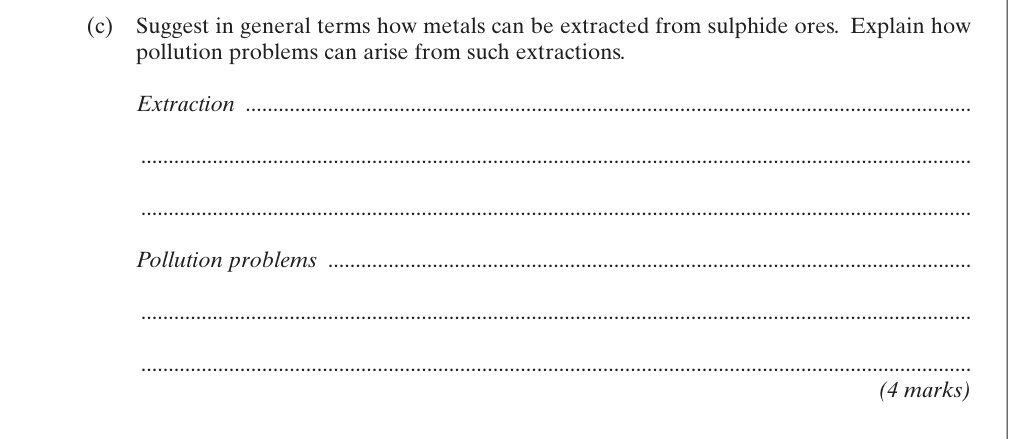 (c) Suggest in general terms how metals can be extracted from sulphide ores. Explain how
pollution problems can arise from such extractions.
Extraction ....................................................................................................
....................................................................................................
....................................................................................................
Pollution problems ....................................................................................................
....................................................................................................
....................................................................................................
(4 marks)